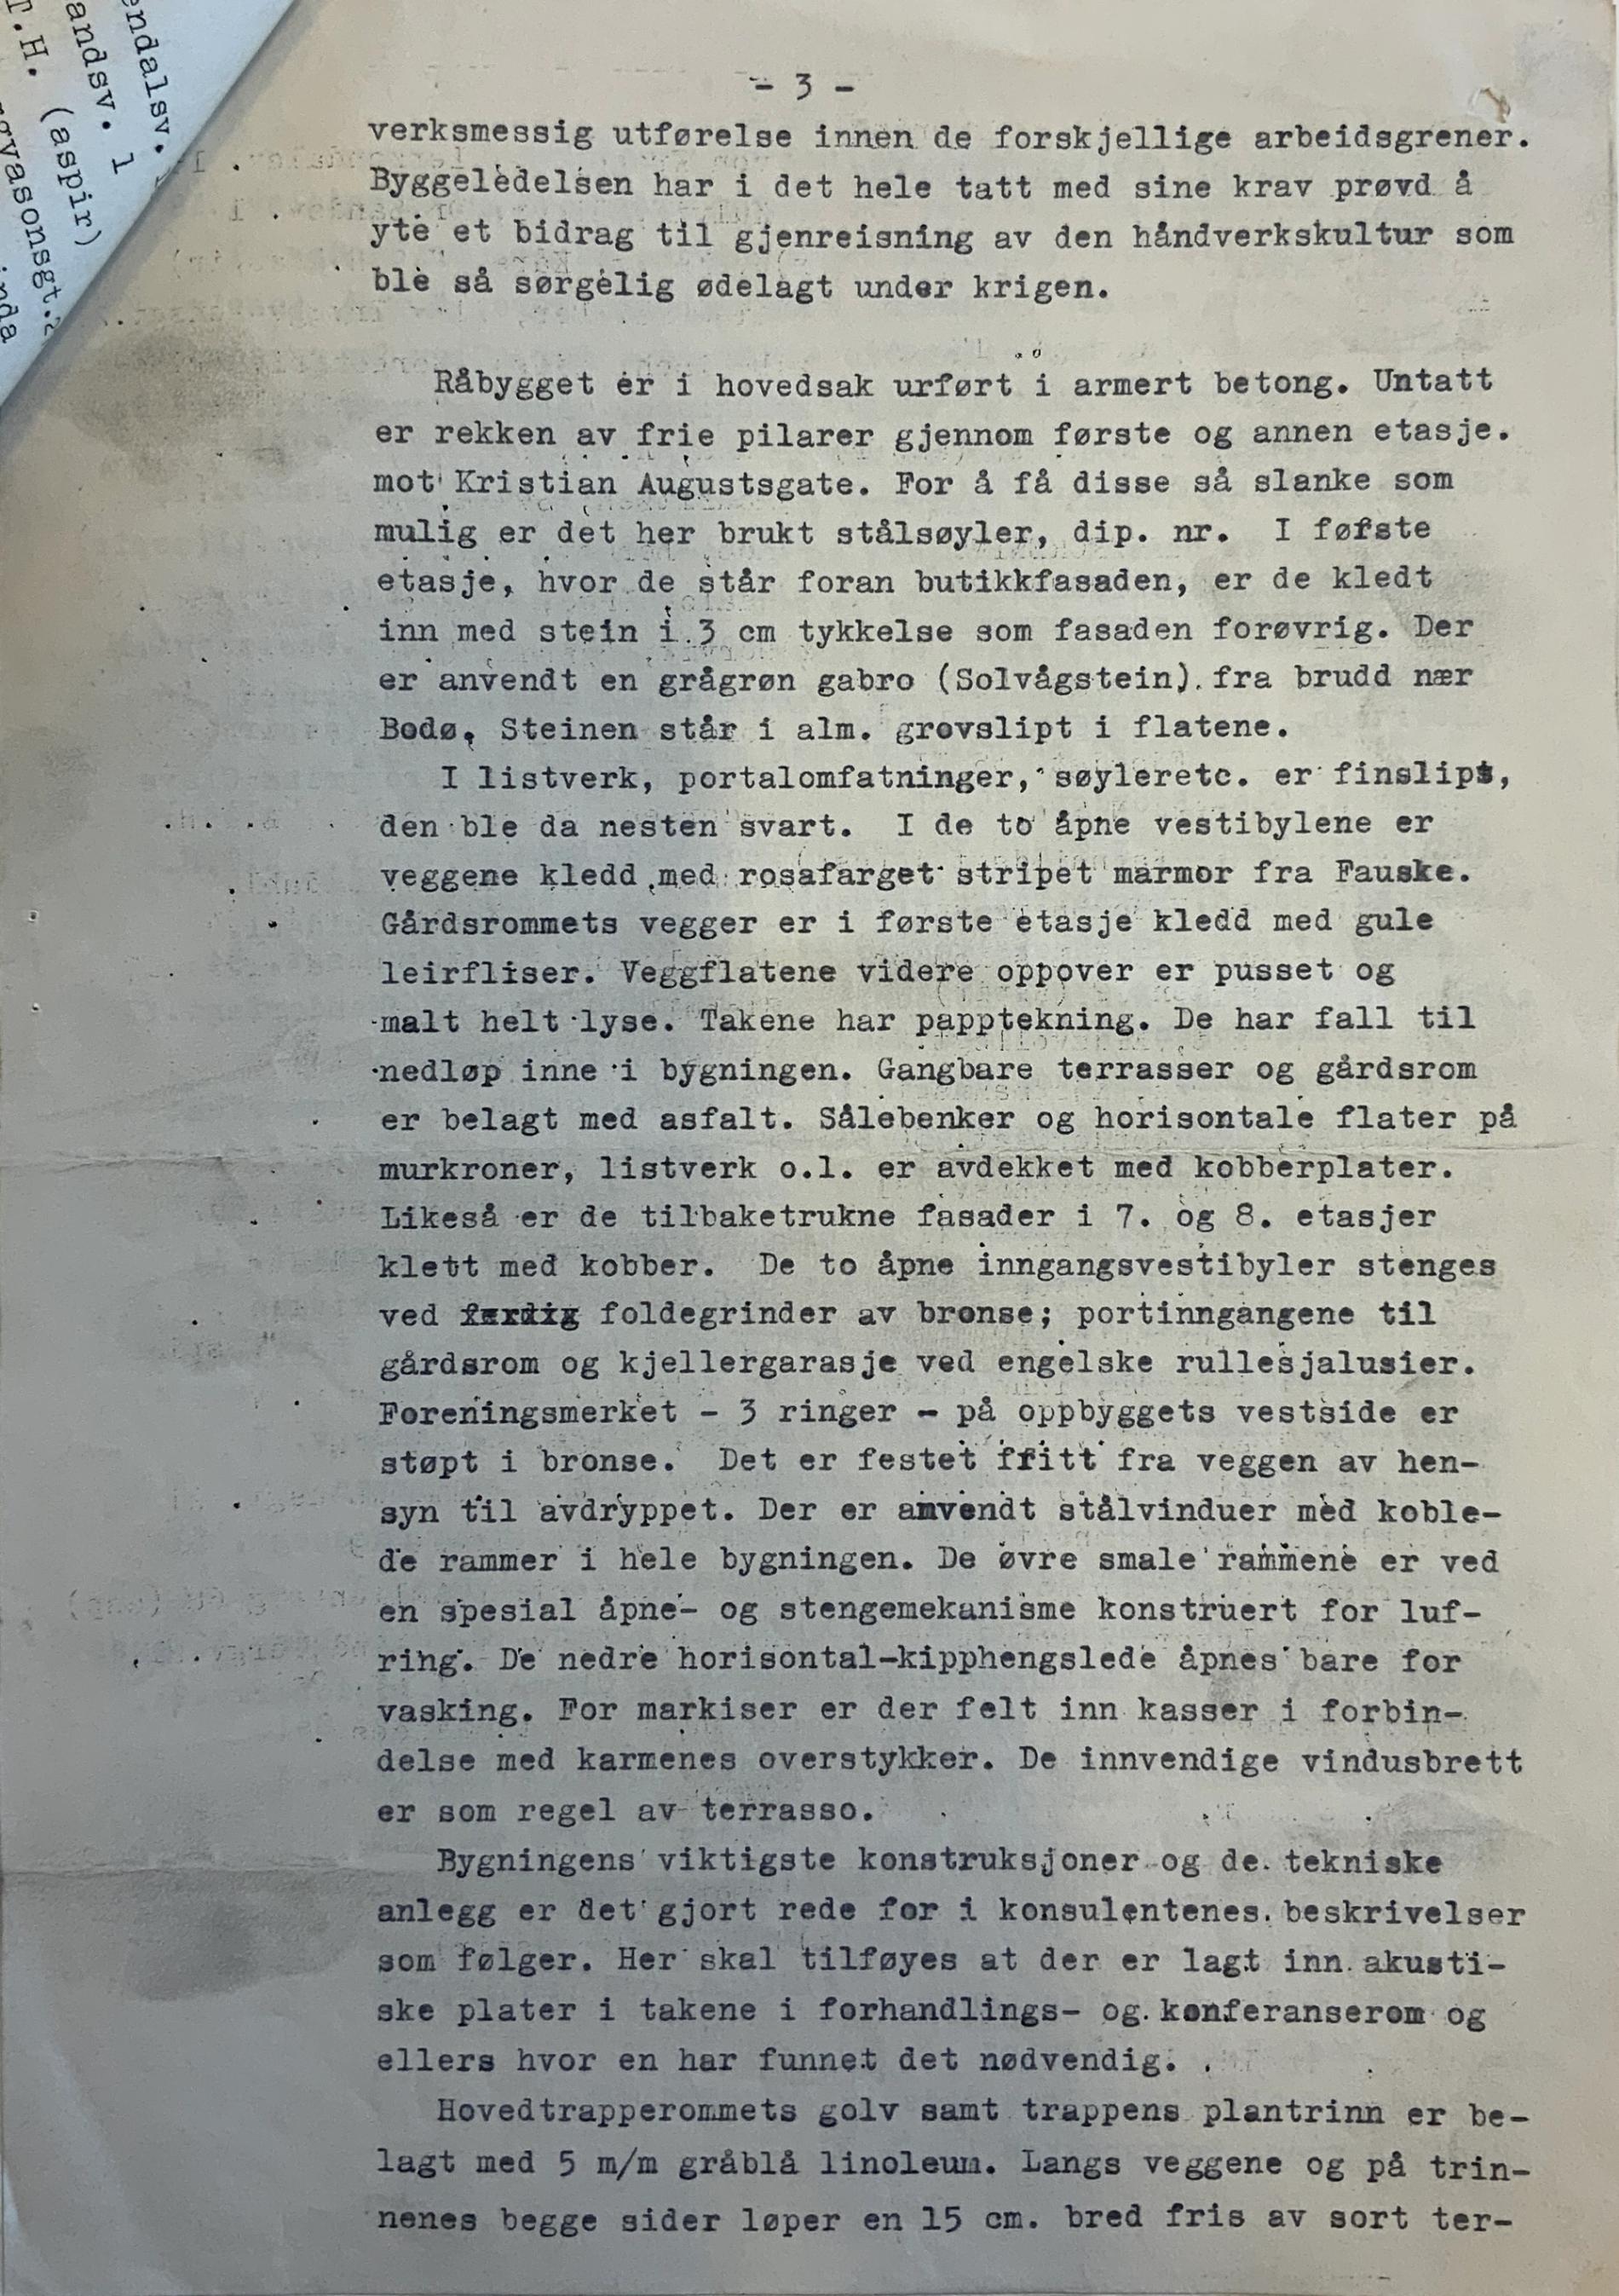 endalsv.
andsv. 1
T.H. (aspir)
gvasonsgt.2
nda
- 3 -
verksmessig utførelse innen de forskjellige arbeidsgrener.
Byggeledelsen har i det hele tatt med sine krav prøvd å
yte et bidrag til gjenreisning av den håndverkskultur som
ble så sørgelig ødelagt under krigen.
Råbygget er i hovedsak urført i armert betong. Untatt
er rekken av frie pilarer gjennom første og annen etasje.
mot Kristian Augustsgate. For å få disse så slanke som
mulig er det her brukt stålsøyler, dip. nr. I første
etasje, hvor de står foran butikkfasaden, er de kledt
inn med stein i 3 cm tykkelse som fasaden forøvrig. Der
er anvendt en grågrøn gabro (Solvågstein). fra brudd nær
Bodø. Steinen står i alm. grovslipt i flatene.
I listverk, portalomfatninger, søyleretc. er finslipt,
den ble da nesten svart. I de to åpne vestibylene er
veggene kledd med rosafarget stripet marmor fra Fauske.
Gårdsrommets vegger er i første etasje kledd med gule
leirfliser. Veggflatene videre oppover er pusset og
malt helt lyse. Takene har papptekning. De har fall til
nedløp inne i bygningen. Gangbare terrasser og gårdsrom
er belagt med asfalt. Sålebenker og horisontale flater på
murkroner, listverk o.l. er avdekket med kobberplater.
Likeså er de tilbaketrukne fasader i 7. og 8. etasjer
klett med kobber. De to åpne inngangsvestibyler stenges
ved foldegrinder av bronse; portinngangene til
gårdsrom og kjellergarasje ved engelske rullesjalusier.
Foreningsmerket - 3 ringer - på oppbyggets vestside er
støpt i bronse. Det er festet fritt fra veggen av hen-
syn til avdryppet. Der er anvendt stålvinduer med koble-
de rammer i hele bygningen. De øvre smale rammene er ved
en spesial åpne- og stengemekanisme konstruert for luf-
ring. De nedre horisontal-kipphengslede åpnes bare for
vasking. For markiser er der felt inn kasser i forbin-
delse med karmenes overstykker. De innvendige vindusbrett
er som regel av terrasso.
Bygningens viktigste konstruksjoner og de tekniske
anlegg er det gjort rede for i konsulentenes beskrivelser
som følger. Her skal tilføyes at der er lagt inn akusti-
ske plater i takene i forhandlings- og konferanserom og
ellers hvor en har funnet det nødvendig.
Hovedtrapperommets golv samt trappens plantrinn er be-
lagt med 5 m/m gråblå linoleum. Langs veggene og på trin-
nenes begge sider løper en 15 cm. bred fris av sort ter-